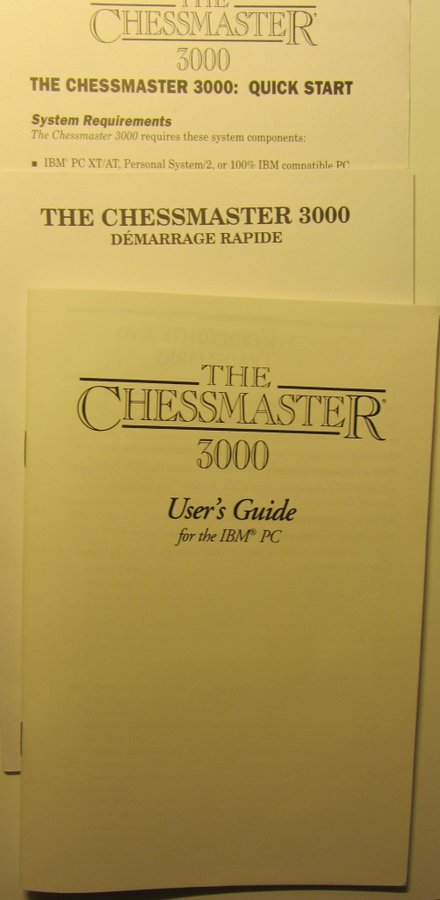 THE
CHESSMASTER®
3000
THE CHESSMASTER 3000: QUICK START
System Requirements
The Chessmaster 3000 requires these system components:
■ IBM® PC XT/AT, Personal System/2, or 100% IBM compatible PC
THE CHESSMASTER 3000
DÉMARRAGE RAPIDE
THE
CHESSMASTER®
3000
User's Guide
for the IBM® PC